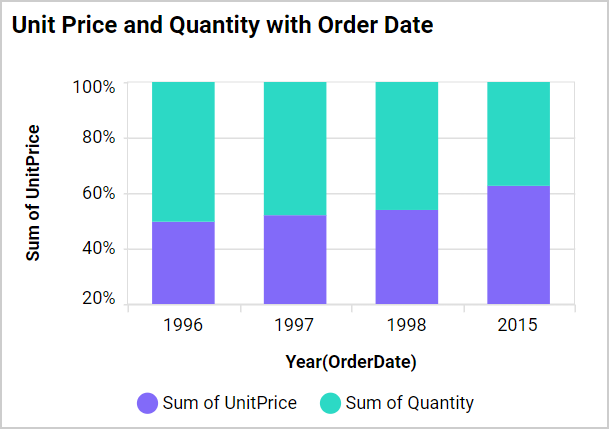 Unit Price and Quantity with Order Date
100%
80%
60%
40%
20%
Sum of UnitPrice
1996 1997 1998 2015
Year(OrderDate)
Sum of UnitPrice Sum of Quantity